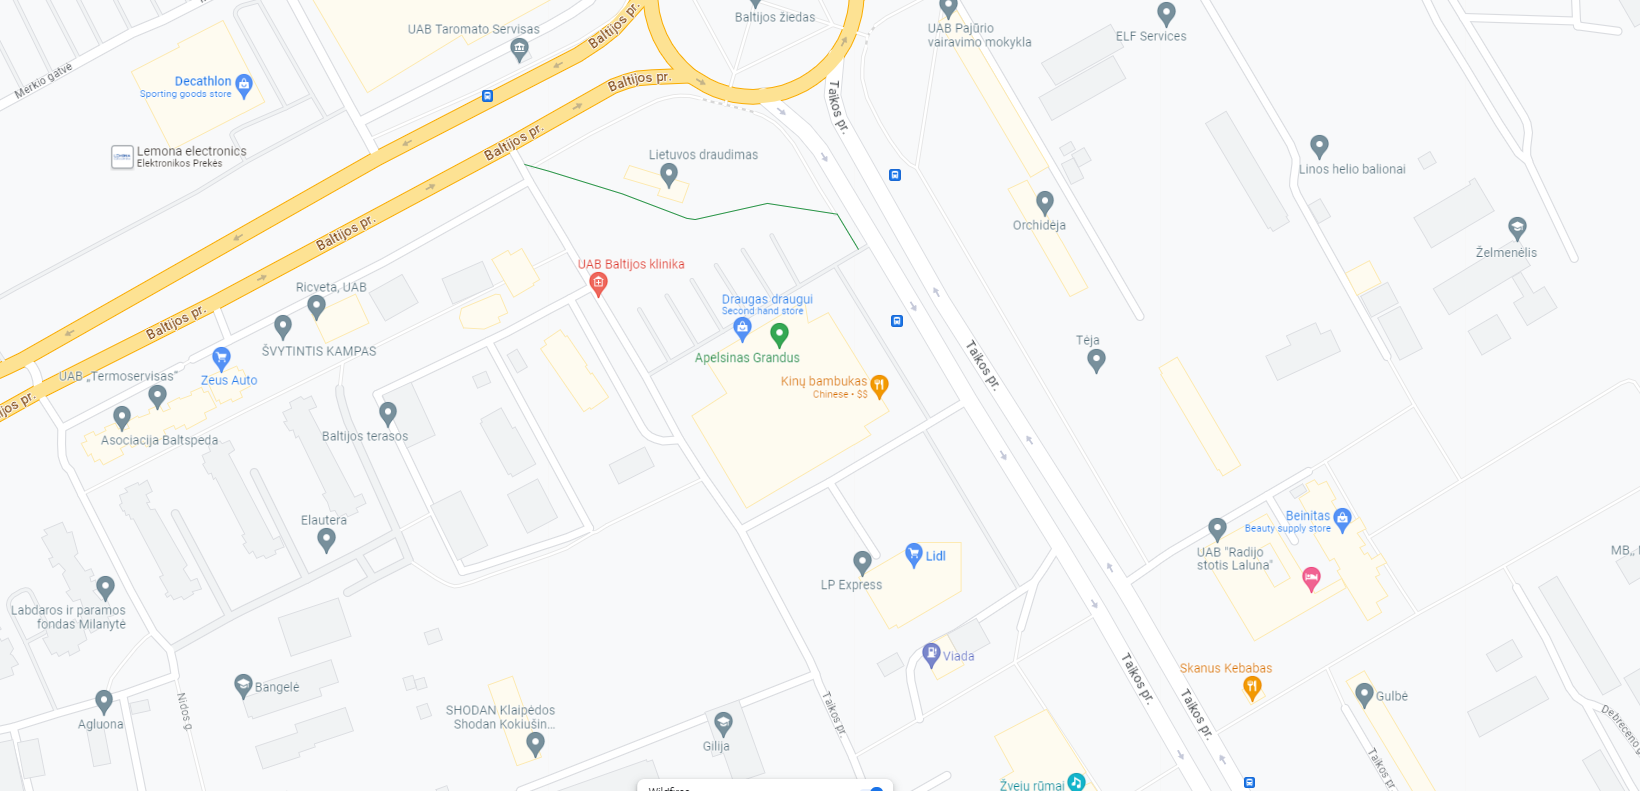 Baltijos pr.
Baltijos žiedas
UAB Pajūrio
vairavimo mokykla
ELF Services
UAB Taromato Servisas
Merkio gatvė
Decathlon
Sporting goods store
Baltijos pr.
Taikos pr.
Lemona electronics
Elektronikos Prekės
Baltijos pr.
Lietuvos draudimas
Linos helio balionai
Orchidėja
Želmenėlis
Baltijos pr.
UAB Baltijos klinika
Ricveta, UAB
Draugas draugui
Second hand store
Baltijos pr.
ŠVYTINTIS KAMPAS
Apelsinas Grandus
Taikos pr.
Tėja
UAB „Termoservisas"
Zeus Auto
Kinų bambukas
Chinese • $$
Baltijos terasos
Asociacija Baltspeda
Elautera
Beinitas
Beauty supply store
UAB "Radijo
stotis Laluna"
Lidl
LP Express
Labdaros ir paramos
fondas Milanytė
Viada
Taikos pr.
Skanus Kebabas
Bangelė
Gulbė
Nidos g.
Agluona
SHODAN Klaipėdos
Shodan Kokiušin...
Taikos pr.
Taikos pr.
Gilija
Debreceno g
Taikos pr.
Žvejų rūmai